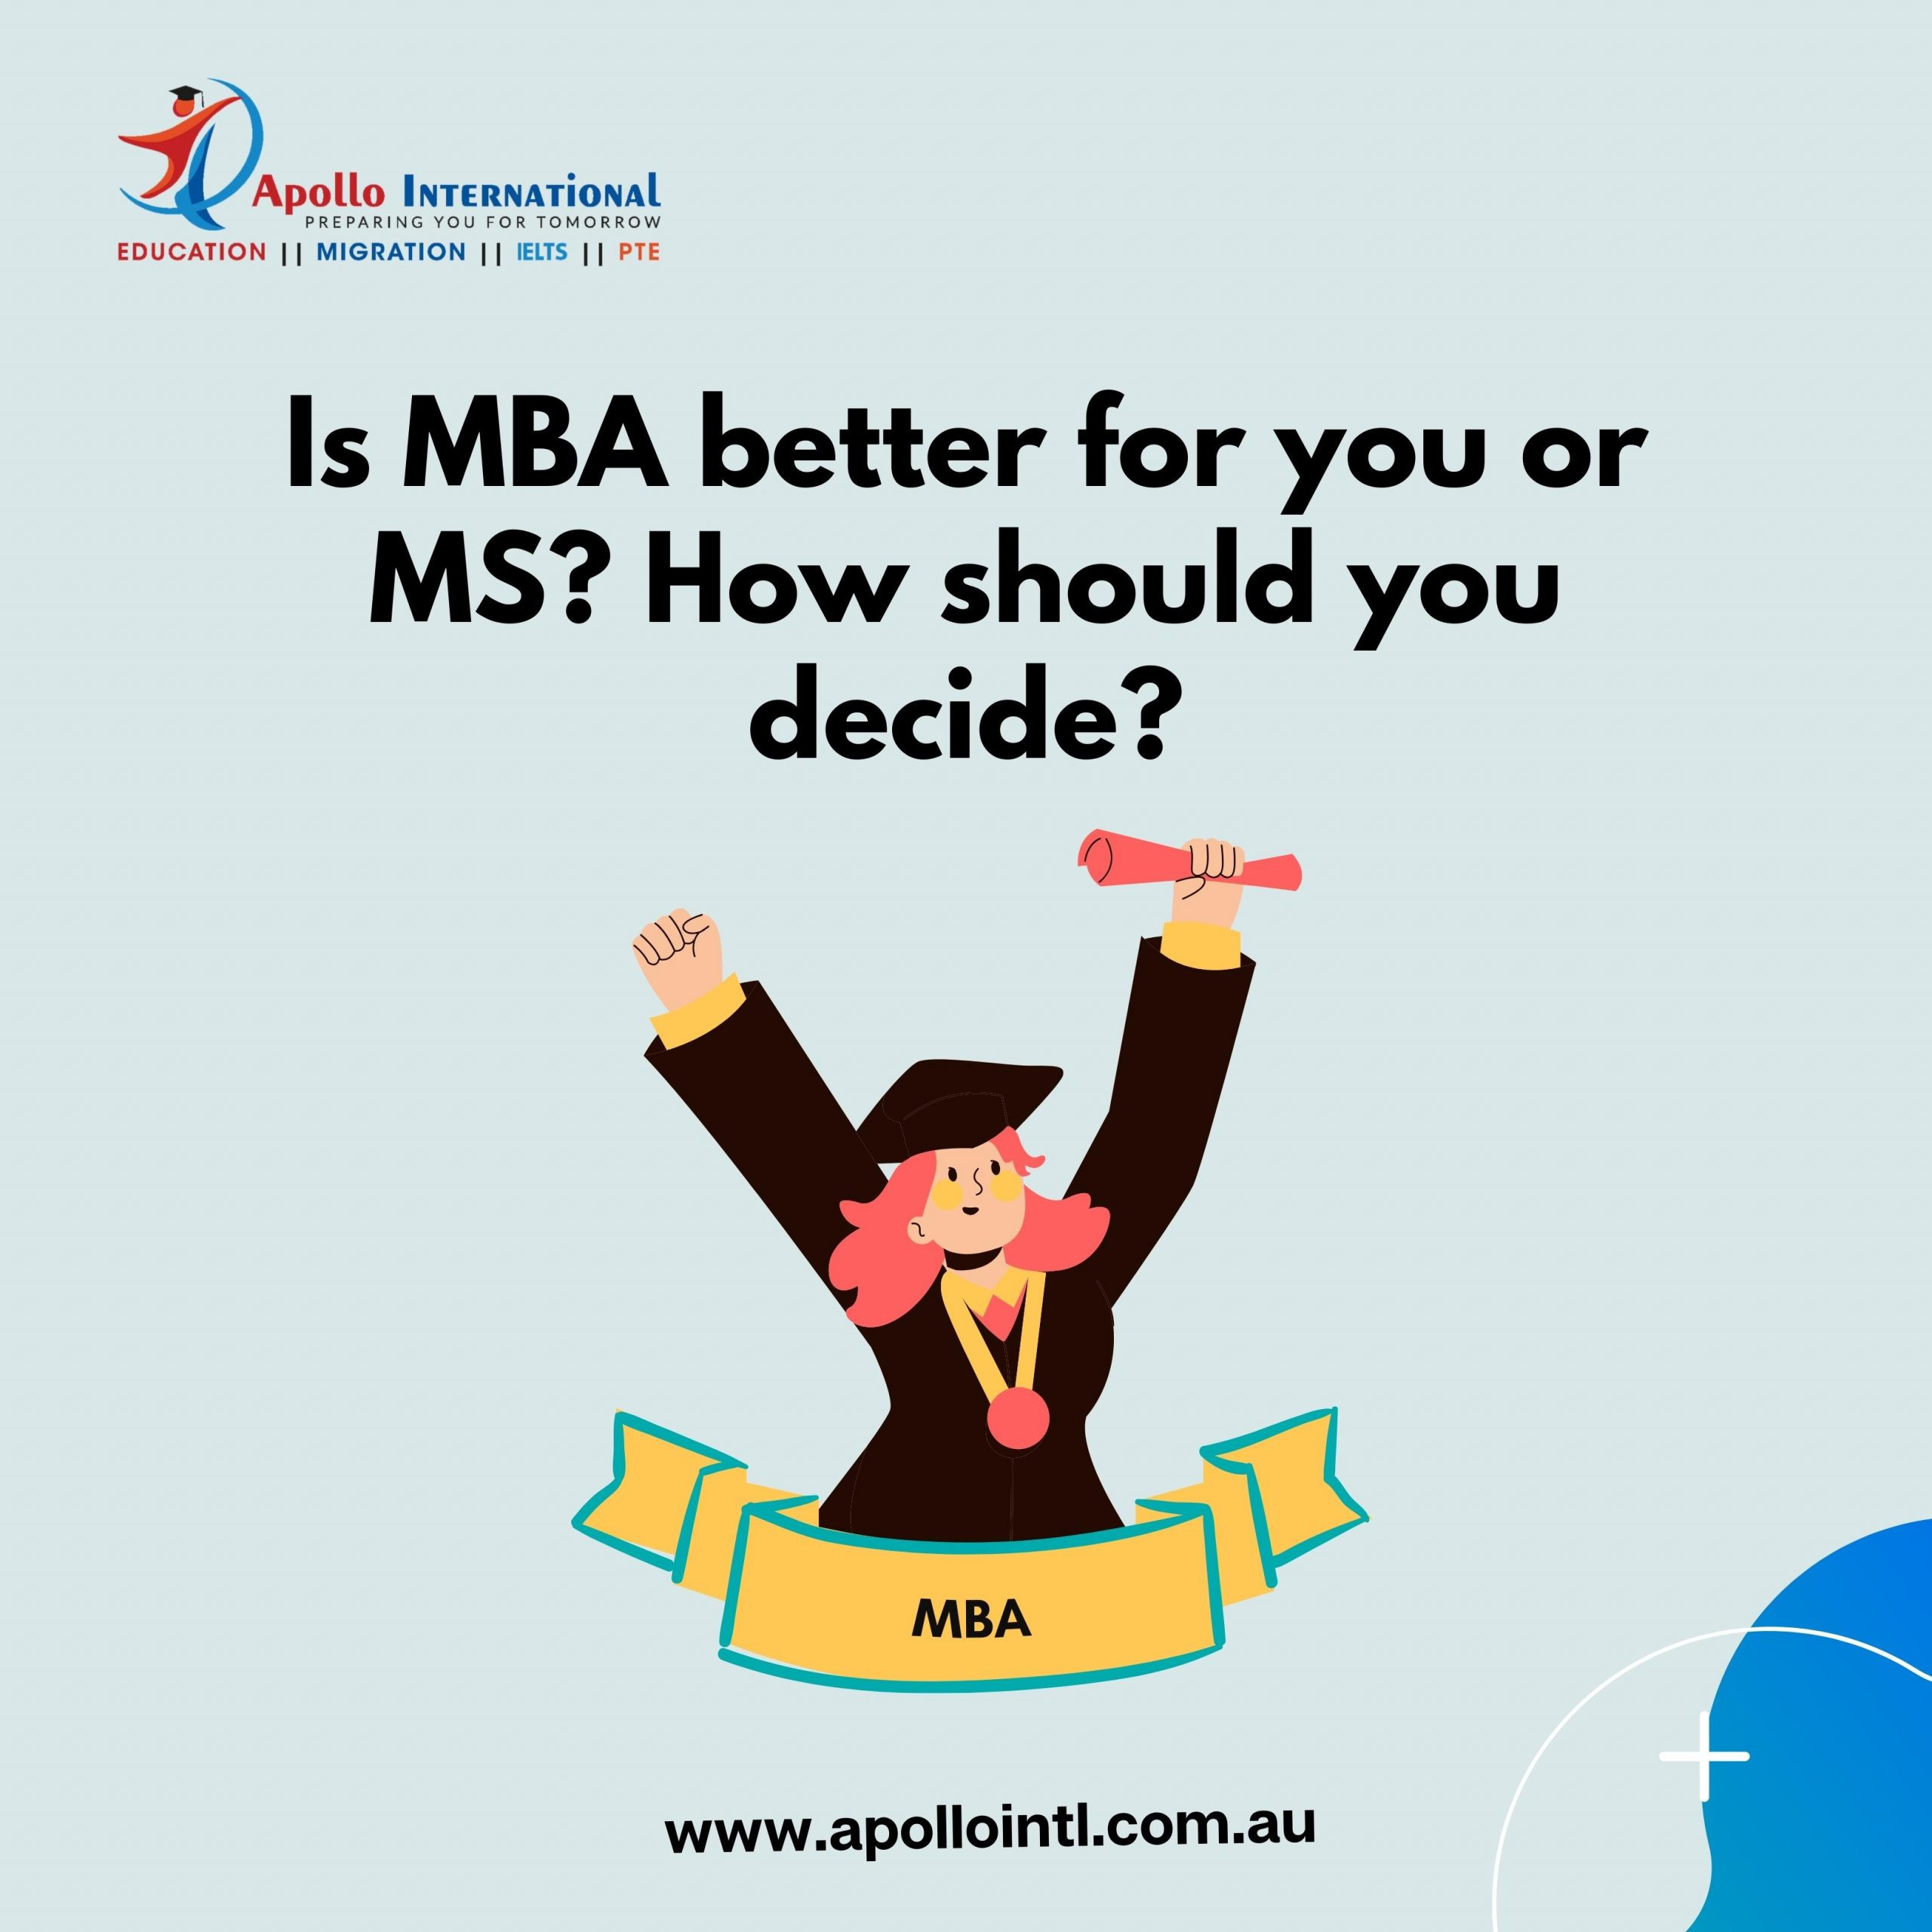 Apollo International
PREPARING YOU FOR TOMORROW
EDUCATION || MIGRATION || IELTS || PTE
Is MBA better for you or
MS? How should you
decide?
MBA
www.apollointl.com.au